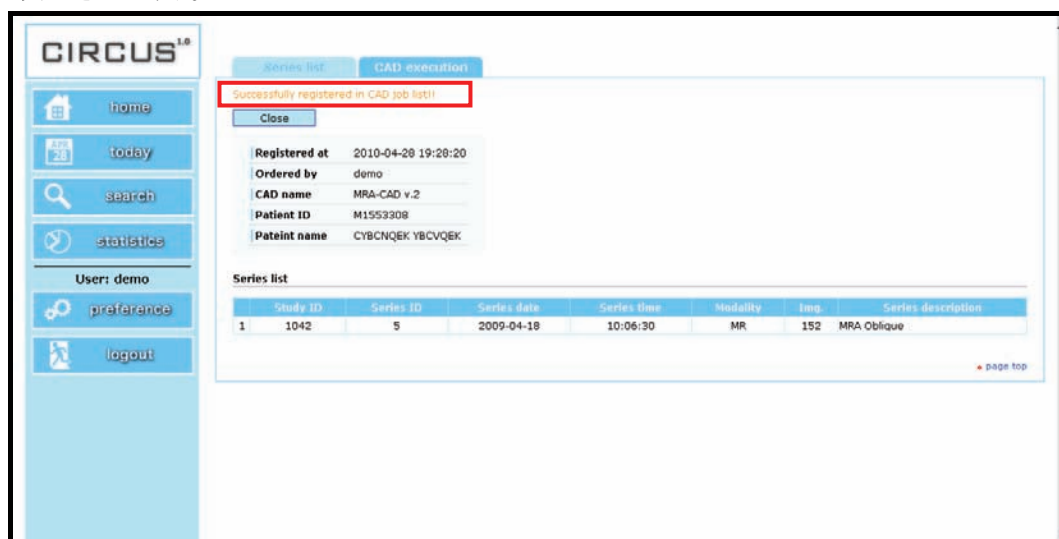 CIRCUS 1.0
Series list CAD execution
Successfully registered in CAD job list!!
Close
home
today
search
statistics
User: demo
preference
logout
Registered at 2010-04-28 19:28:20
Ordered by demo
CAD name MRA-CAD v.2
Patient ID M1553308
Pateint name CYBCNQEK YBCVQEK
Series list
Study ID Series ID Series date Series time Modality Img. Series description
1 1042 5 2009-04-18 10:06:30 MR 152 MRA Oblique
page top